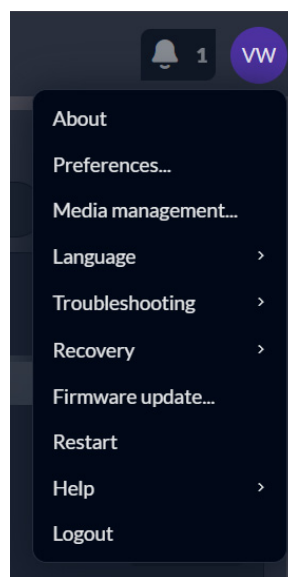 1
VW
About
Preferences...
Media management...
Language
Troubleshooting
Recovery
Firmware update...
Restart
Help
Logout